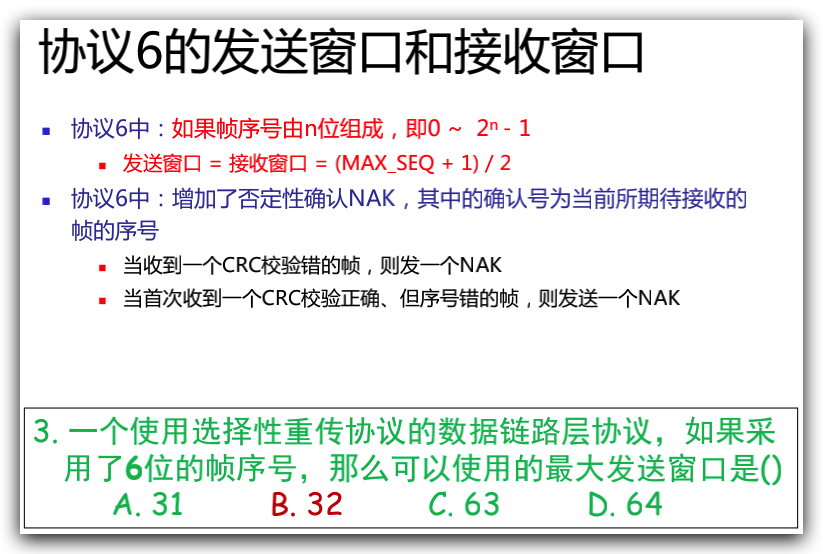 协议6的发送窗口和接收窗口
协议6中：如果帧序号由n位组成，即0 ~ 2ⁿ - 1
发送窗口 = 接收窗口 = (MAX_SEQ + 1) / 2
协议6中：增加了否定性确认NAK，其中的确认号为当前所期待接收的
帧的序号
当收到一个CRC校验错的帧，则发一个NAK
当首次收到一个CRC校验正确、但序号错的帧，则发送一个NAK
3. 一个使用选择性重传协议的数据链路层协议，如果采
用了6位的帧序号，那么可以使用的最大发送窗口是()
A. 31 B. 32 C. 63 D. 64